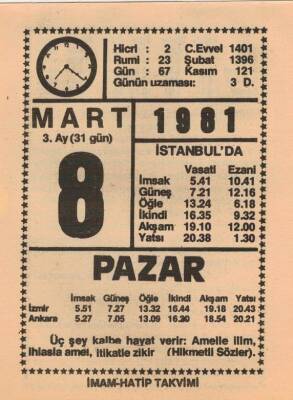 Hicri : 2 C.Evvel 1401
Rumi : 23 Şubat 1396
Gün : 67 Kasım 121
Günün uzaması: 3 D.
MART 1981
3. Ay (31 gün)
8
İSTANBUL'DA
Vasati Ezani
İmsak 5.41 10.41
Güneş 7.21 12.16
Öğle 13.24 6.18
İkindi 16.35 9.32
Akşam 19.10 12.00
Yatsı 20.38 1.30
PAZAR
İmsak Güneş Öğle İkindi Akşam Yatsı
İzmir 5.51 7.27 13.32 16.44 19.18 20.43
Ankara 5.27 7.05 13.09 16.20 18.54 20.21
Üç şey kalbe hayat verir: Amelle ilim,
ihlasla amel, itikatle zikir (Hikmetli Sözler).
İMAM-HATİP TAKVİMİ